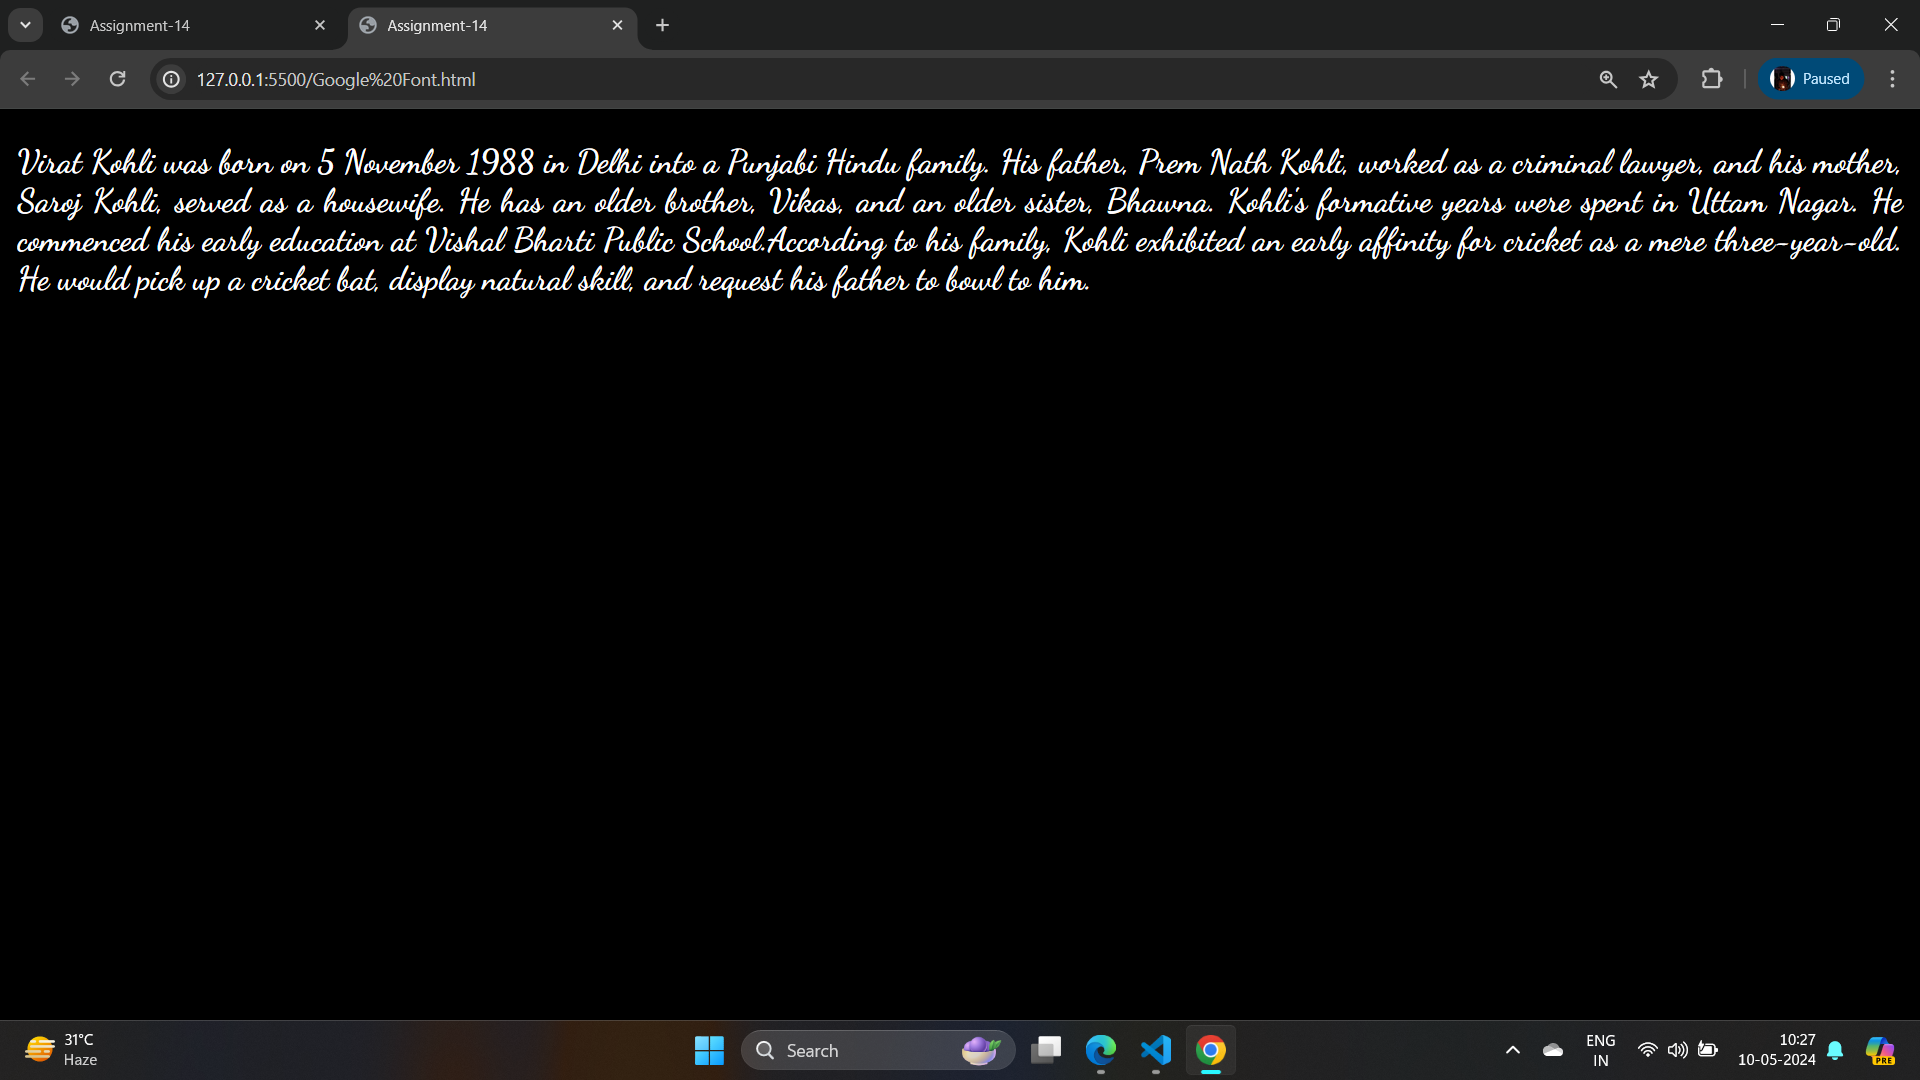 Assignment-14
Assignment-14
127.0.0.1:5500/Google%20Font.html
Paused
Virat Kohli was born on 5 November 1988 in Delhi into a Punjabi Hindu family. His father, Prem Nath Kohli, worked as a criminal lawyer, and his mother,
Saroj Kohli, served as a housewife. He has an older brother, Vikas, and an older sister, Bhawna. Kohli's formative years were spent in Uttam Nagar. He
commenced his early education at Vishal Bharti Public School.According to his family, Kohli exhibited an early affinity for cricket as a mere three-year-old.
He would pick up a cricket bat, display natural skill, and request his father to bowl to him.
31°C
Haze
Search
ENG
IN
10:27
10-05-2024
PRE